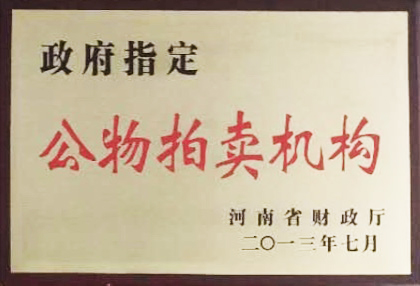 政府指定
公物拍卖机构
河南省财政厅
二〇一三年七月